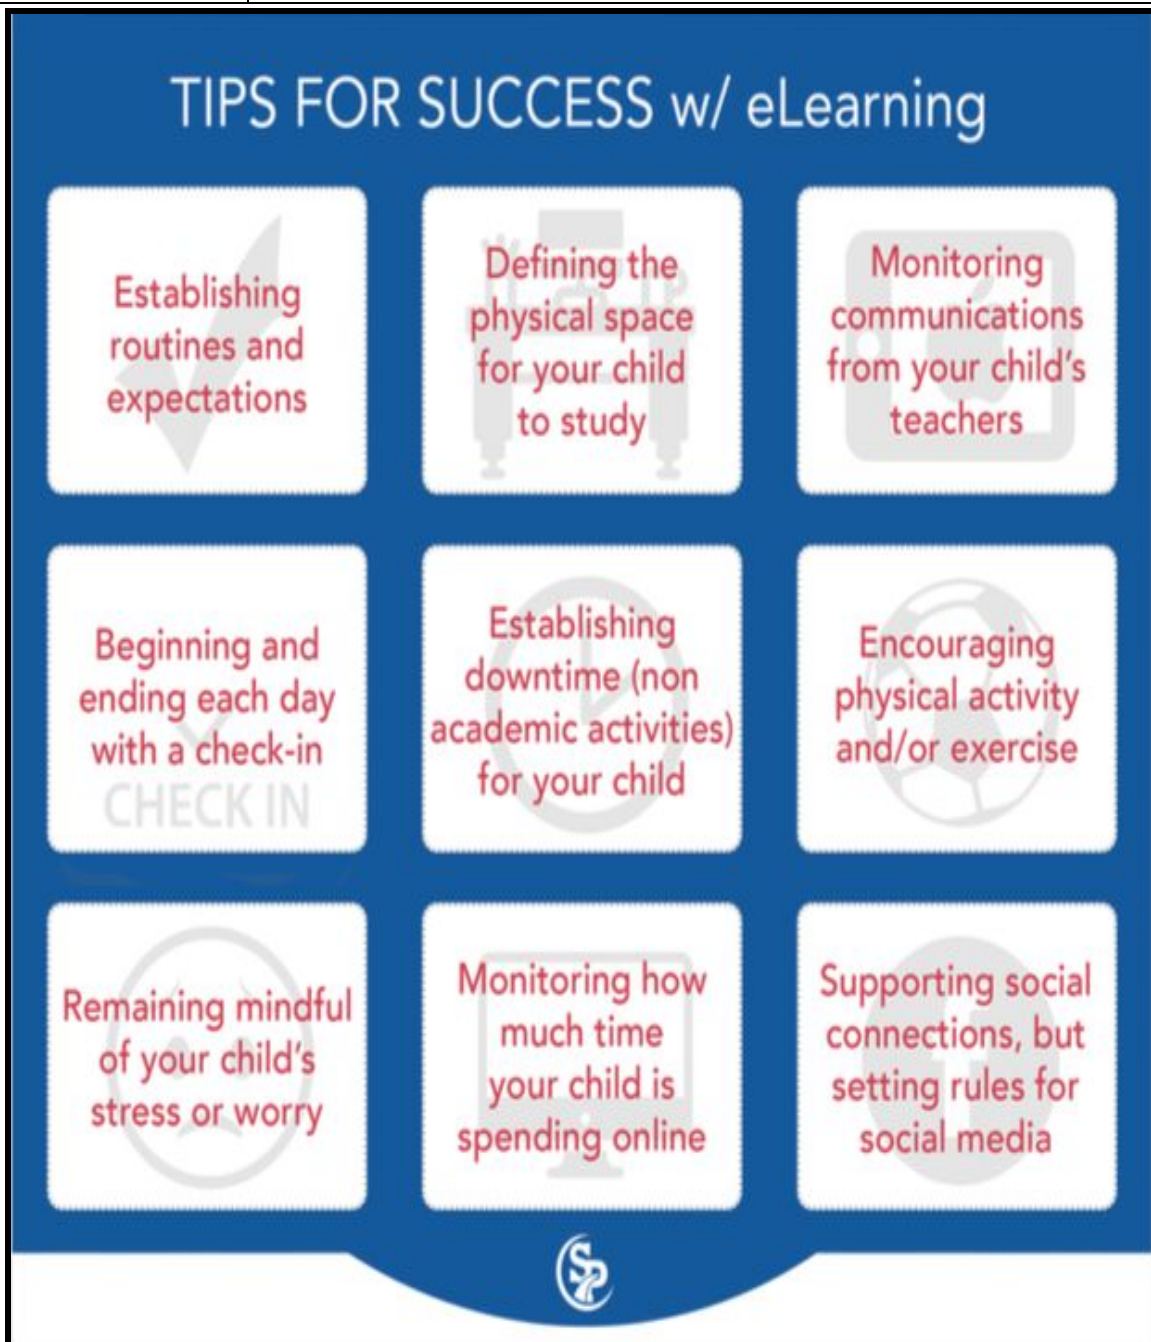 TIPS FOR SUCCESS w/ eLearning
Establishing
routines and
expectations
Defining the
physical space
for your child
to study
Monitoring
communications
from your child's
teachers
Beginning and
ending each day
with a check-in
CHECK IN
Establishing
downtime (non
academic activities)
for your child
Encouraging
physical activity
and/or exercise
Remaining mindful
of your child's
stress or worry
Monitoring how
much time
your child is
spending online
Supporting social
connections, but
setting rules for
social media
f
SP